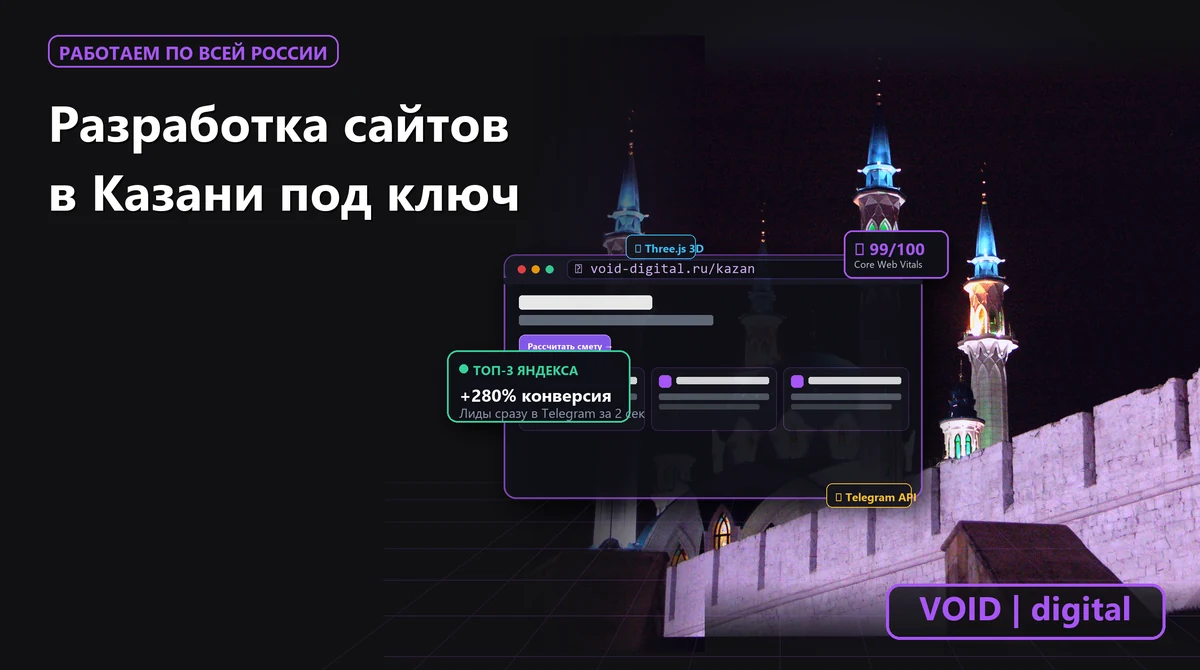 РАБОТАЕМ ПО ВСЕЙ РОССИИ
Разработка сайтов
в Казани под ключ
Three.js 3D
99/100
Core Web Vitals
void-digital.ru/kazan
Рассчитать смету →
ТОП-3 ЯНДЕКСА
+280% конверсия
Лиды сразу в Telegram за 2 сек
Telegram API
VOID | digital